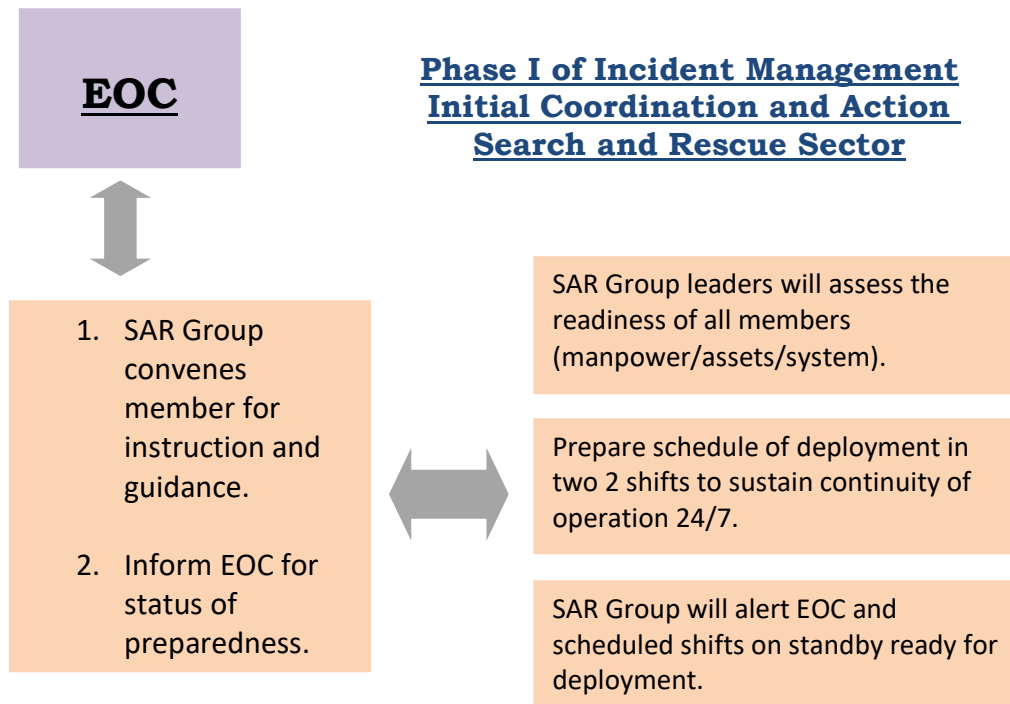 EOC
Phase I of Incident Management
Initial Coordination and Action
Search and Rescue Sector
1. SAR Group
convenes
member for
instruction and
guidance.
2. Inform EOC for
status of
preparedness.
SAR Group leaders will assess the
readiness of all members
(manpower/assets/system).
Prepare schedule of deployment in
two 2 shifts to sustain continuity of
operation 24/7.
SAR Group will alert EOC and
scheduled shifts on standby ready for
deployment.